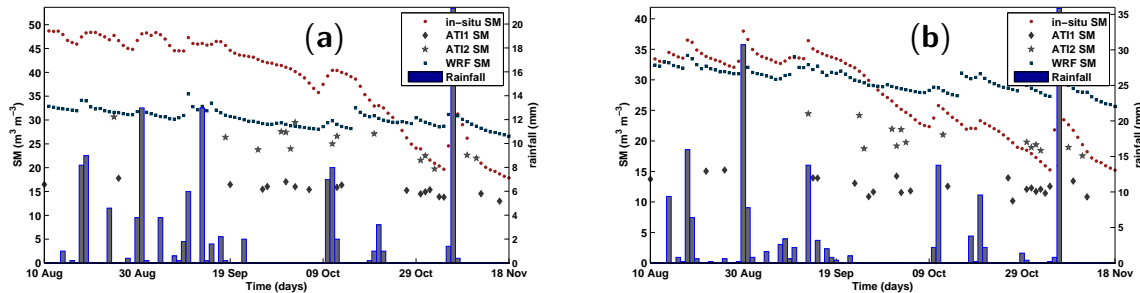 (a)
in-situ SM
ATI1 SM
ATI2 SM
WRF SM
Rainfall
SM (m³ m⁻³)
50
45
40
35
30
25
20
15
10
5
0
rainfall (mm)
20
18
16
14
12
10
8
6
4
2
0
10 Aug 30 Aug 19 Sep 09 Oct 29 Oct 18 Nov
Time (days)
(b)
in-situ SM
ATI1 SM
ATI2 SM
WRF SM
Rainfall
SM (m³ m⁻³)
40
35
30
25
20
15
10
5
0
rainfall (mm)
35
30
25
20
15
10
5
0
10 Aug 30 Aug 19 Sep 09 Oct 29 Oct 18 Nov
Time (days)